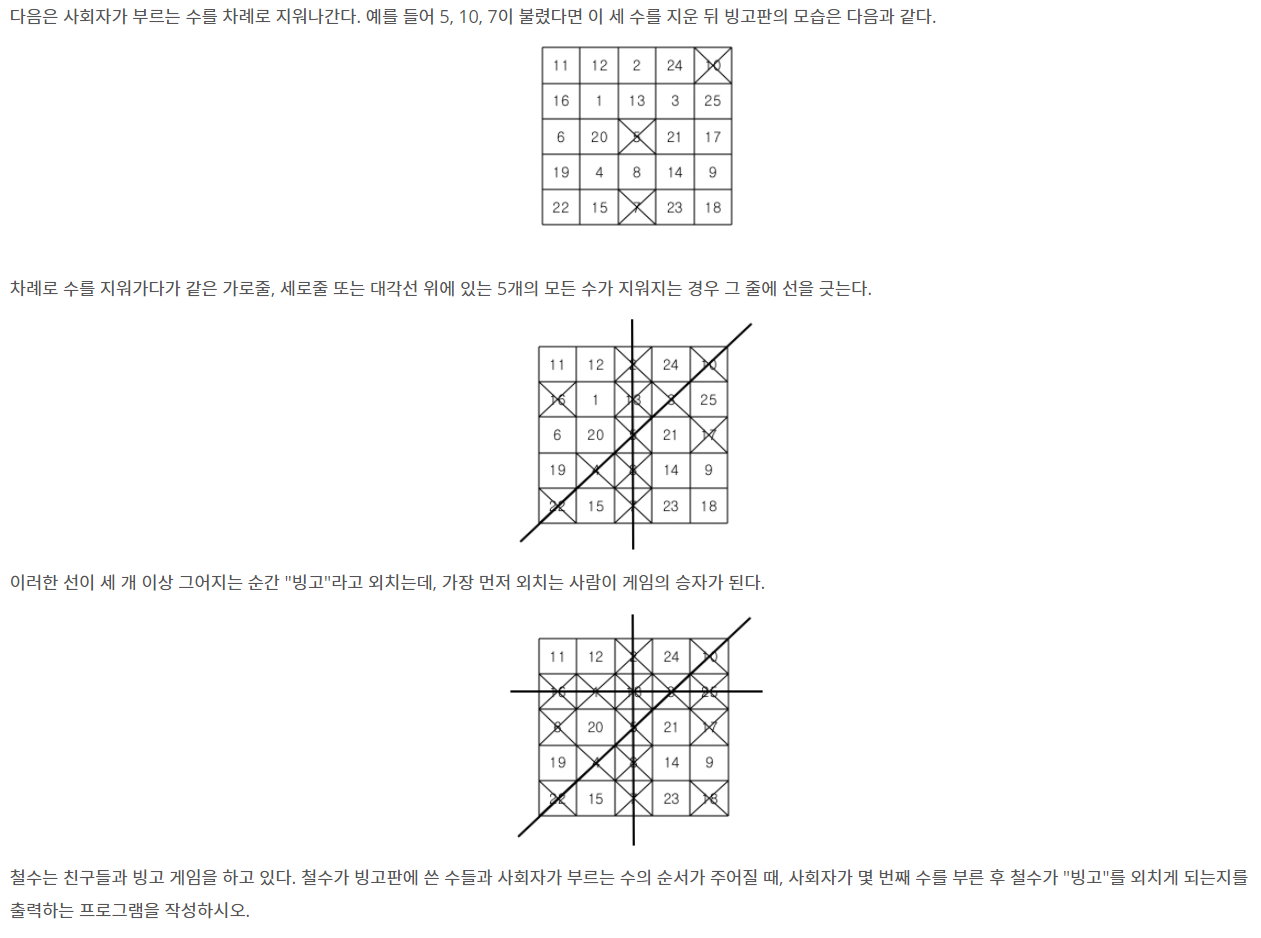 다음은 사회자가 부르는 수를 차례로 지워나간다. 예를 들어 5, 10, 7이 불렸다면 이 세 수를 지운 뒤 빙고판의 모습은 다음과 같다.
11 12 2 24 10
16 1 13 3 25
6 20 5 21 17
19 4 8 14 9
22 15 7 23 18
차례로 수를 지워가다가 같은 가로줄, 세로줄 또는 대각선 위에 있는 5개의 모든 수가 지워지는 경우 그 줄에 선을 긋는다.
11 12 2 24 10
16 1 13 3 25
6 20 5 21 17
19 4 8 14 9
22 15 7 23 18
이러한 선이 세 개 이상 그어지는 순간 "빙고"라고 외치는데, 가장 먼저 외치는 사람이 게임의 승자가 된다.
11 12 2 24 10
16 1 13 3 25
6 20 5 21 17
19 4 8 14 9
22 15 7 23 18
철수는 친구들과 빙고 게임을 하고 있다. 철수가 빙고판에 쓴 수들과 사회자가 부르는 수의 순서가 주어질 때, 사회자가 몇 번째 수를 부른 후 철수가 "빙고"를 외치게 되는지를
출력하는 프로그램을 작성하시오.